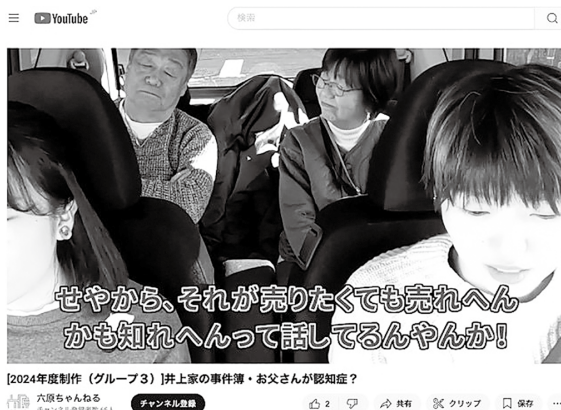 YouTube
検索
せやから、それが売りたくても売れへん
かも知れへんって話してるんやんか！
[2024年度制作（グループ３）]井上家の事件簿・お父さんが認知症？
六原ちゃんねる
チャンネル登録
2
共有
クリップ
保存